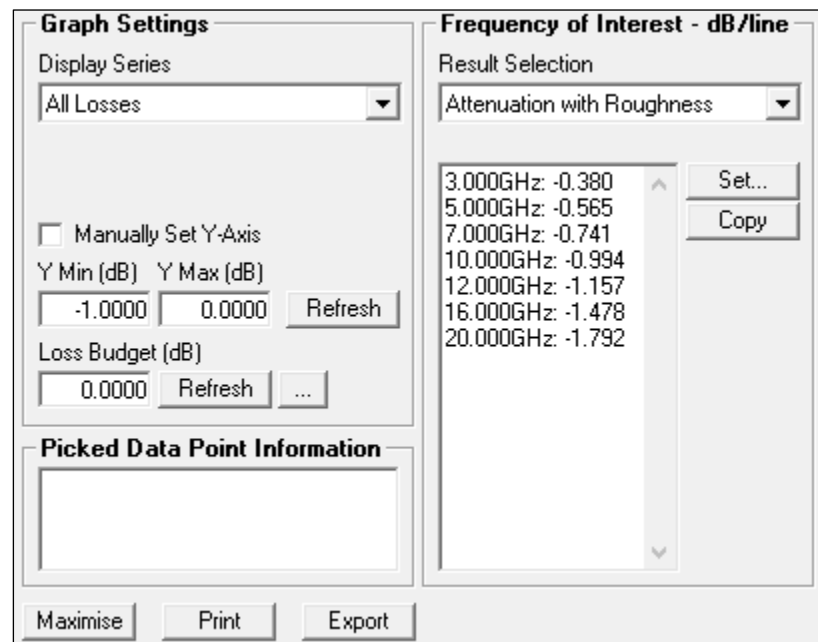 Graph Settings
Display Series
All Losses
Manually Set Y-Axis
Y Min (dB) Y Max (dB)
-1.0000 0.0000 Refresh
Loss Budget (dB)
0.0000 Refresh ...
Picked Data Point Information
Maximise Print Export
Frequency of Interest - dB/line
Result Selection
Attenuation with Roughness
3.000GHz: -0.380
5.000GHz: -0.565
7.000GHz: -0.741
10.000GHz: -0.994
12.000GHz: -1.157
16.000GHz: -1.478
20.000GHz: -1.792
Set...
Copy